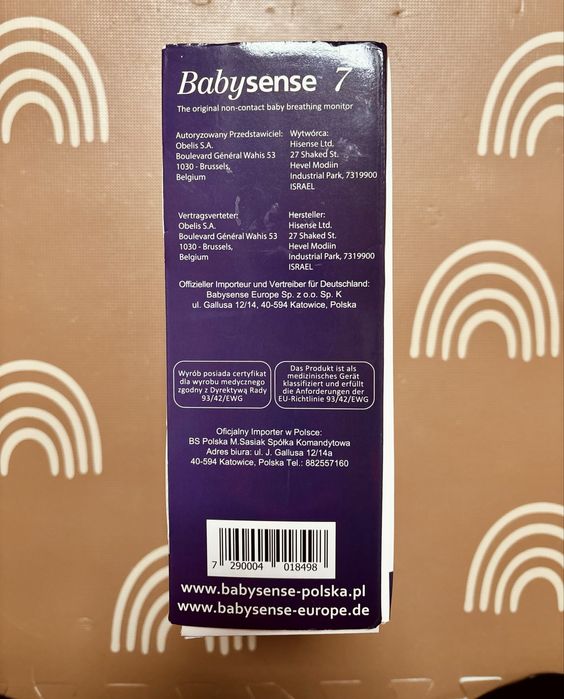 Babysense™ 7
The original non-contact baby breathing monitor
Autoryzowany Przedstawiciel:
Obelis S.A.
Boulevard Général Wahis 53
1030 - Brussels,
Belgium
Wytwórca:
Hisense Ltd.
27 Shaked St.
Hevel Modiin
Industrial Park, 7319900
ISRAEL
Vertragsverteter:
Obelis S.A.
Boulevard Général Wahis 53
1030 - Brussels,
Belgium
Hersteller:
Hisense Ltd.
27 Shaked St.
Hevel Modiin
Industrial Park, 7319900
ISRAEL
Offizieller Importeur und Vertreiber für Deutschland:
Babysense Europe Sp. z o.o. Sp. K
ul. Gallusa 12/14, 40-594 Katowice, Polska
Wyrób posiada certyfikat
dla wyrobu medycznego
zgodny z Dyrektywą Rady
93/42/EWG
Das Produkt ist als
medizinisches Gerät
klassifiziert und erfüllt
die Anforderungen der
EU-Richtlinie 93/42/EWG
Oficjalny Importer w Polsce:
BS Polska M.Sasiak Spółka Komandytowa
Adres biura: ul. J. Gallusa 12/14a
40-594 Katowice, Polska Tel.: 882557160
7 290004 018498
www.babysense-polska.pl
www.babysense-europe.de